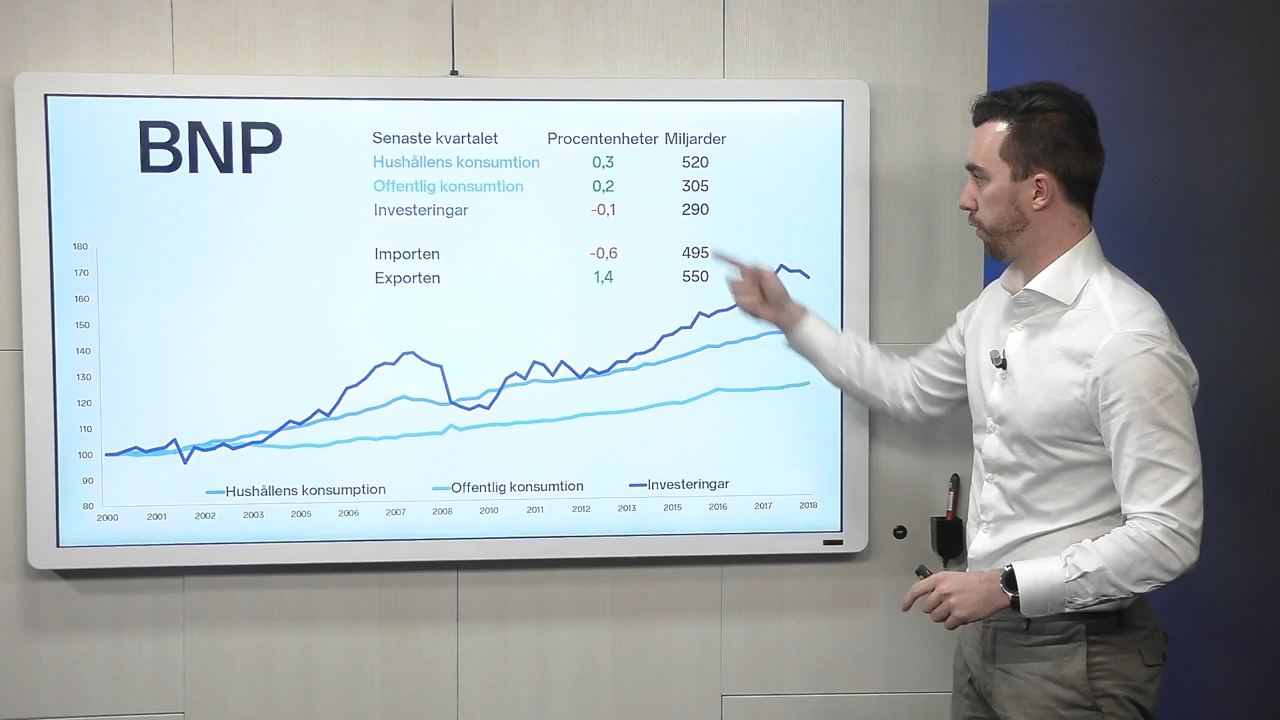 BNP
Senaste kvartalet Procentenheter Miljarder
Hushållens konsumtion 0,3 520
Offentlig konsumtion 0,2 305
Investeringar -0,1 290
Importen -0,6 495
Exporten 1,4 550
180
170
160
150
140
130
120
110
100
90
80
Hushållens konsumption Offentlig konsumtion Investeringar
2000 2001 2002 2003 2005 2006 2007 2008 2010 2011 2012 2013 2015 2016 2017 2018